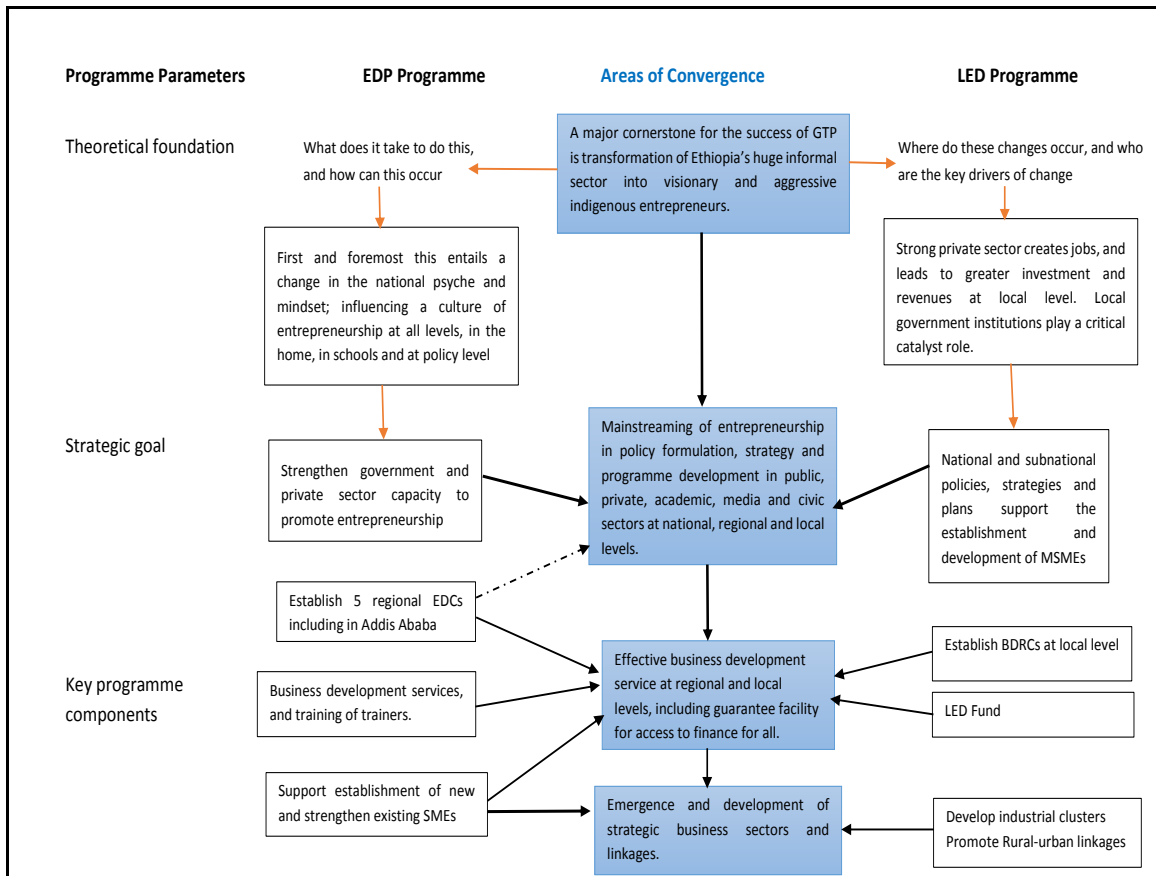 Programme Parameters
EDP Programme
Areas of Convergence
LED Programme
Theoretical foundation
What does it take to do this,
and how can this occur
A major cornerstone for the success of GTP
is transformation of Ethiopia's huge informal
sector into visionary and aggressive
indigenous entrepreneurs.
Where do these changes occur, and who
are the key drivers of change
First and foremost this entails a
change in the national psyche and
mindset; influencing a culture of
entrepreneurship at all levels, in the
home, in schools and at policy level
Strong private sector creates jobs, and
leads to greater investment and
revenues at local level. Local
government institutions play a critical
catalyst role.
Strategic goal
Strengthen government and
private sector capacity to
promote entrepreneurship
Mainstreaming of entrepreneurship
in policy formulation, strategy and
programme development in public,
private, academic, media and civic
sectors at national, regional and local
levels.
National and subnational
policies, strategies and
plans support the
establishment and
development of MSMEs
Establish 5 regional EDCs
including in Addis Ababa
Key programme
components
Business development services,
and training of trainers.
Effective business development
service at regional and local
levels, including guarantee facility
for access to finance for all.
Establish BDRCs at local level
LED Fund
Support establishment of new
and strengthen existing SMEs
Emergence and development of
strategic business sectors and
linkages.
Develop industrial clusters
Promote Rural-urban linkages